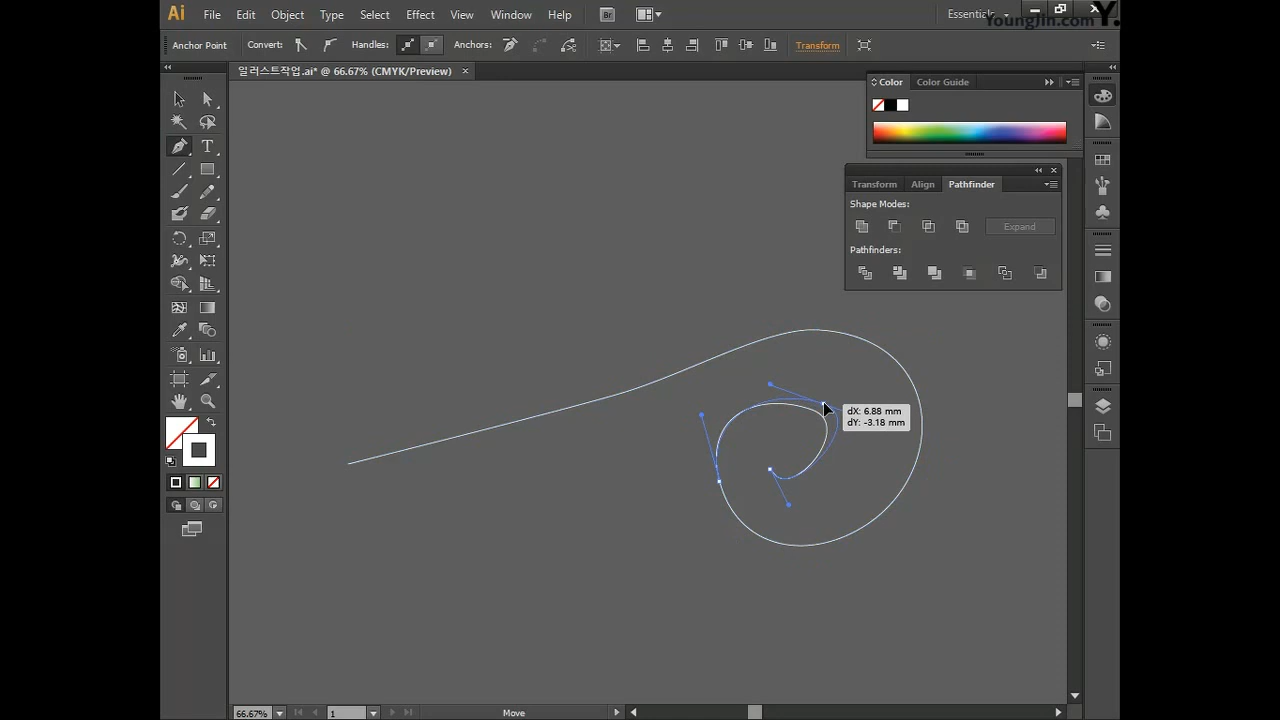 Ai File Edit Object Type Select Effect View Window Help Br Essentials
YoungJin.com Y.
Anchor Point Convert: Handles: Anchors: Transform
일러스트작업.ai* @ 66.67% (CMYK/Preview)
Color Color Guide
Transform Align Pathfinder
Shape Modes:
Expand
Pathfinders:
dX: 6.88 mm
dY: -3.18 mm
66.67% 1 Move